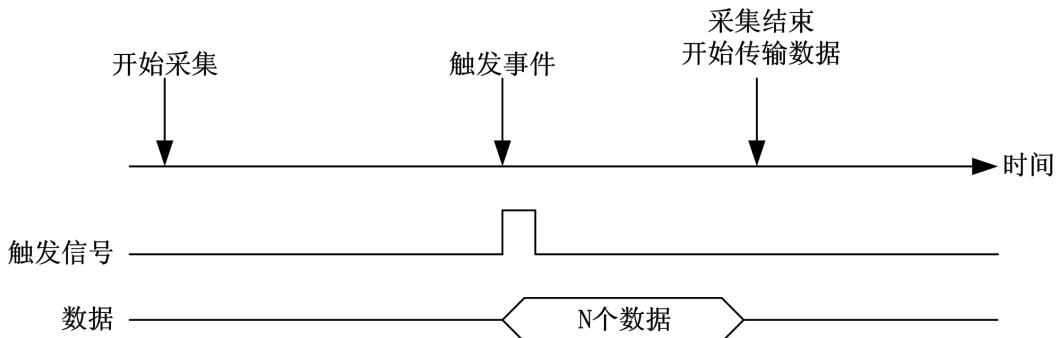 采集结束
开始传输数据
开始采集
触发事件
时间
触发信号
数据
N个数据